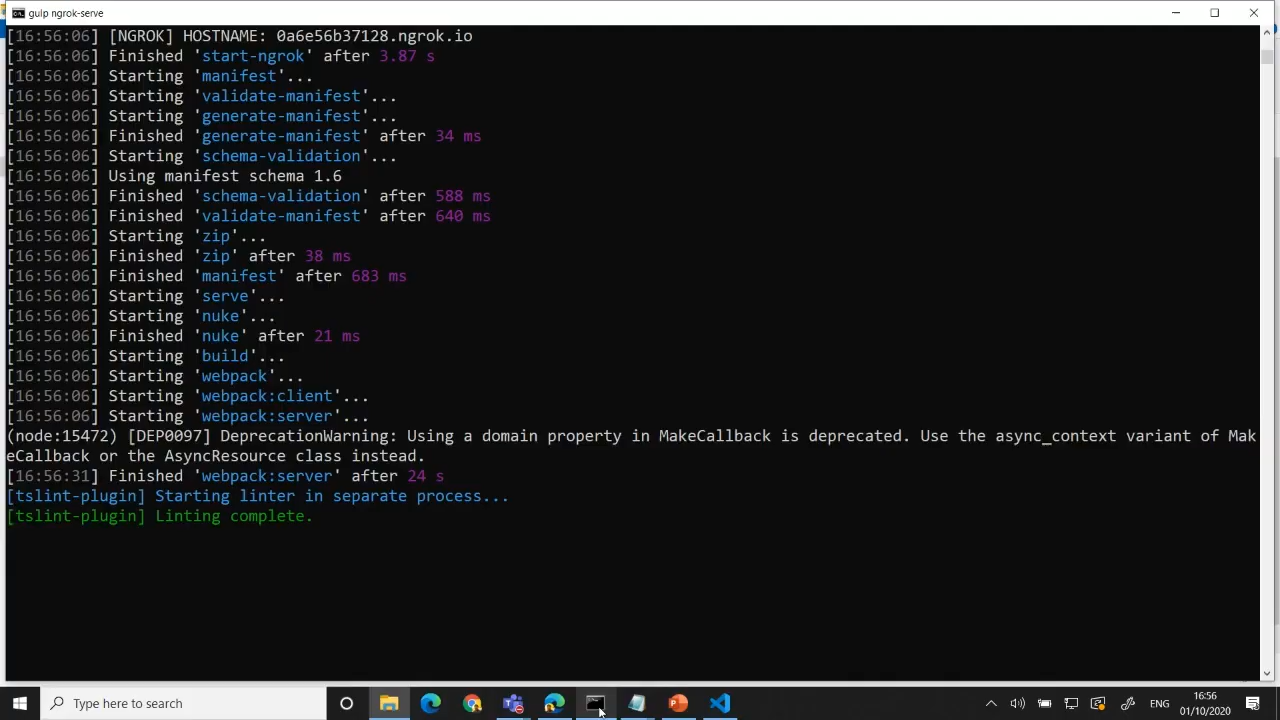 gulp ngrok-serve
[16:56:06] [NGROK] HOSTNAME: 0a6e56b37128.ngrok.io
[16:56:06] Finished 'start-ngrok' after 3.87 s
[16:56:06] Starting 'manifest'...
[16:56:06] Starting 'validate-manifest'...
[16:56:06] Starting 'generate-manifest'...
[16:56:06] Finished 'generate-manifest' after 34 ms
[16:56:06] Starting 'schema-validation'...
[16:56:06] Using manifest schema 1.6
[16:56:06] Finished 'schema-validation' after 588 ms
[16:56:06] Finished 'validate-manifest' after 640 ms
[16:56:06] Starting 'zip'...
[16:56:06] Finished 'zip' after 38 ms
[16:56:06] Finished 'manifest' after 683 ms
[16:56:06] Starting 'serve'...
[16:56:06] Starting 'nuke'...
[16:56:06] Finished 'nuke' after 21 ms
[16:56:06] Starting 'build'...
[16:56:06] Starting 'webpack'...
[16:56:06] Starting 'webpack:client'...
[16:56:06] Starting 'webpack:server'...
(node:15472) [DEP0097] DeprecationWarning: Using a domain property in MakeCallback is deprecated. Use the async_context variant of Mak
eCallback or the AsyncResource class instead.
[16:56:31] Finished 'webpack:server' after 24 s
[tslint-plugin] Starting linter in separate process...
[tslint-plugin] Linting complete.
Type here to search
ENG
16:56
01/10/2020